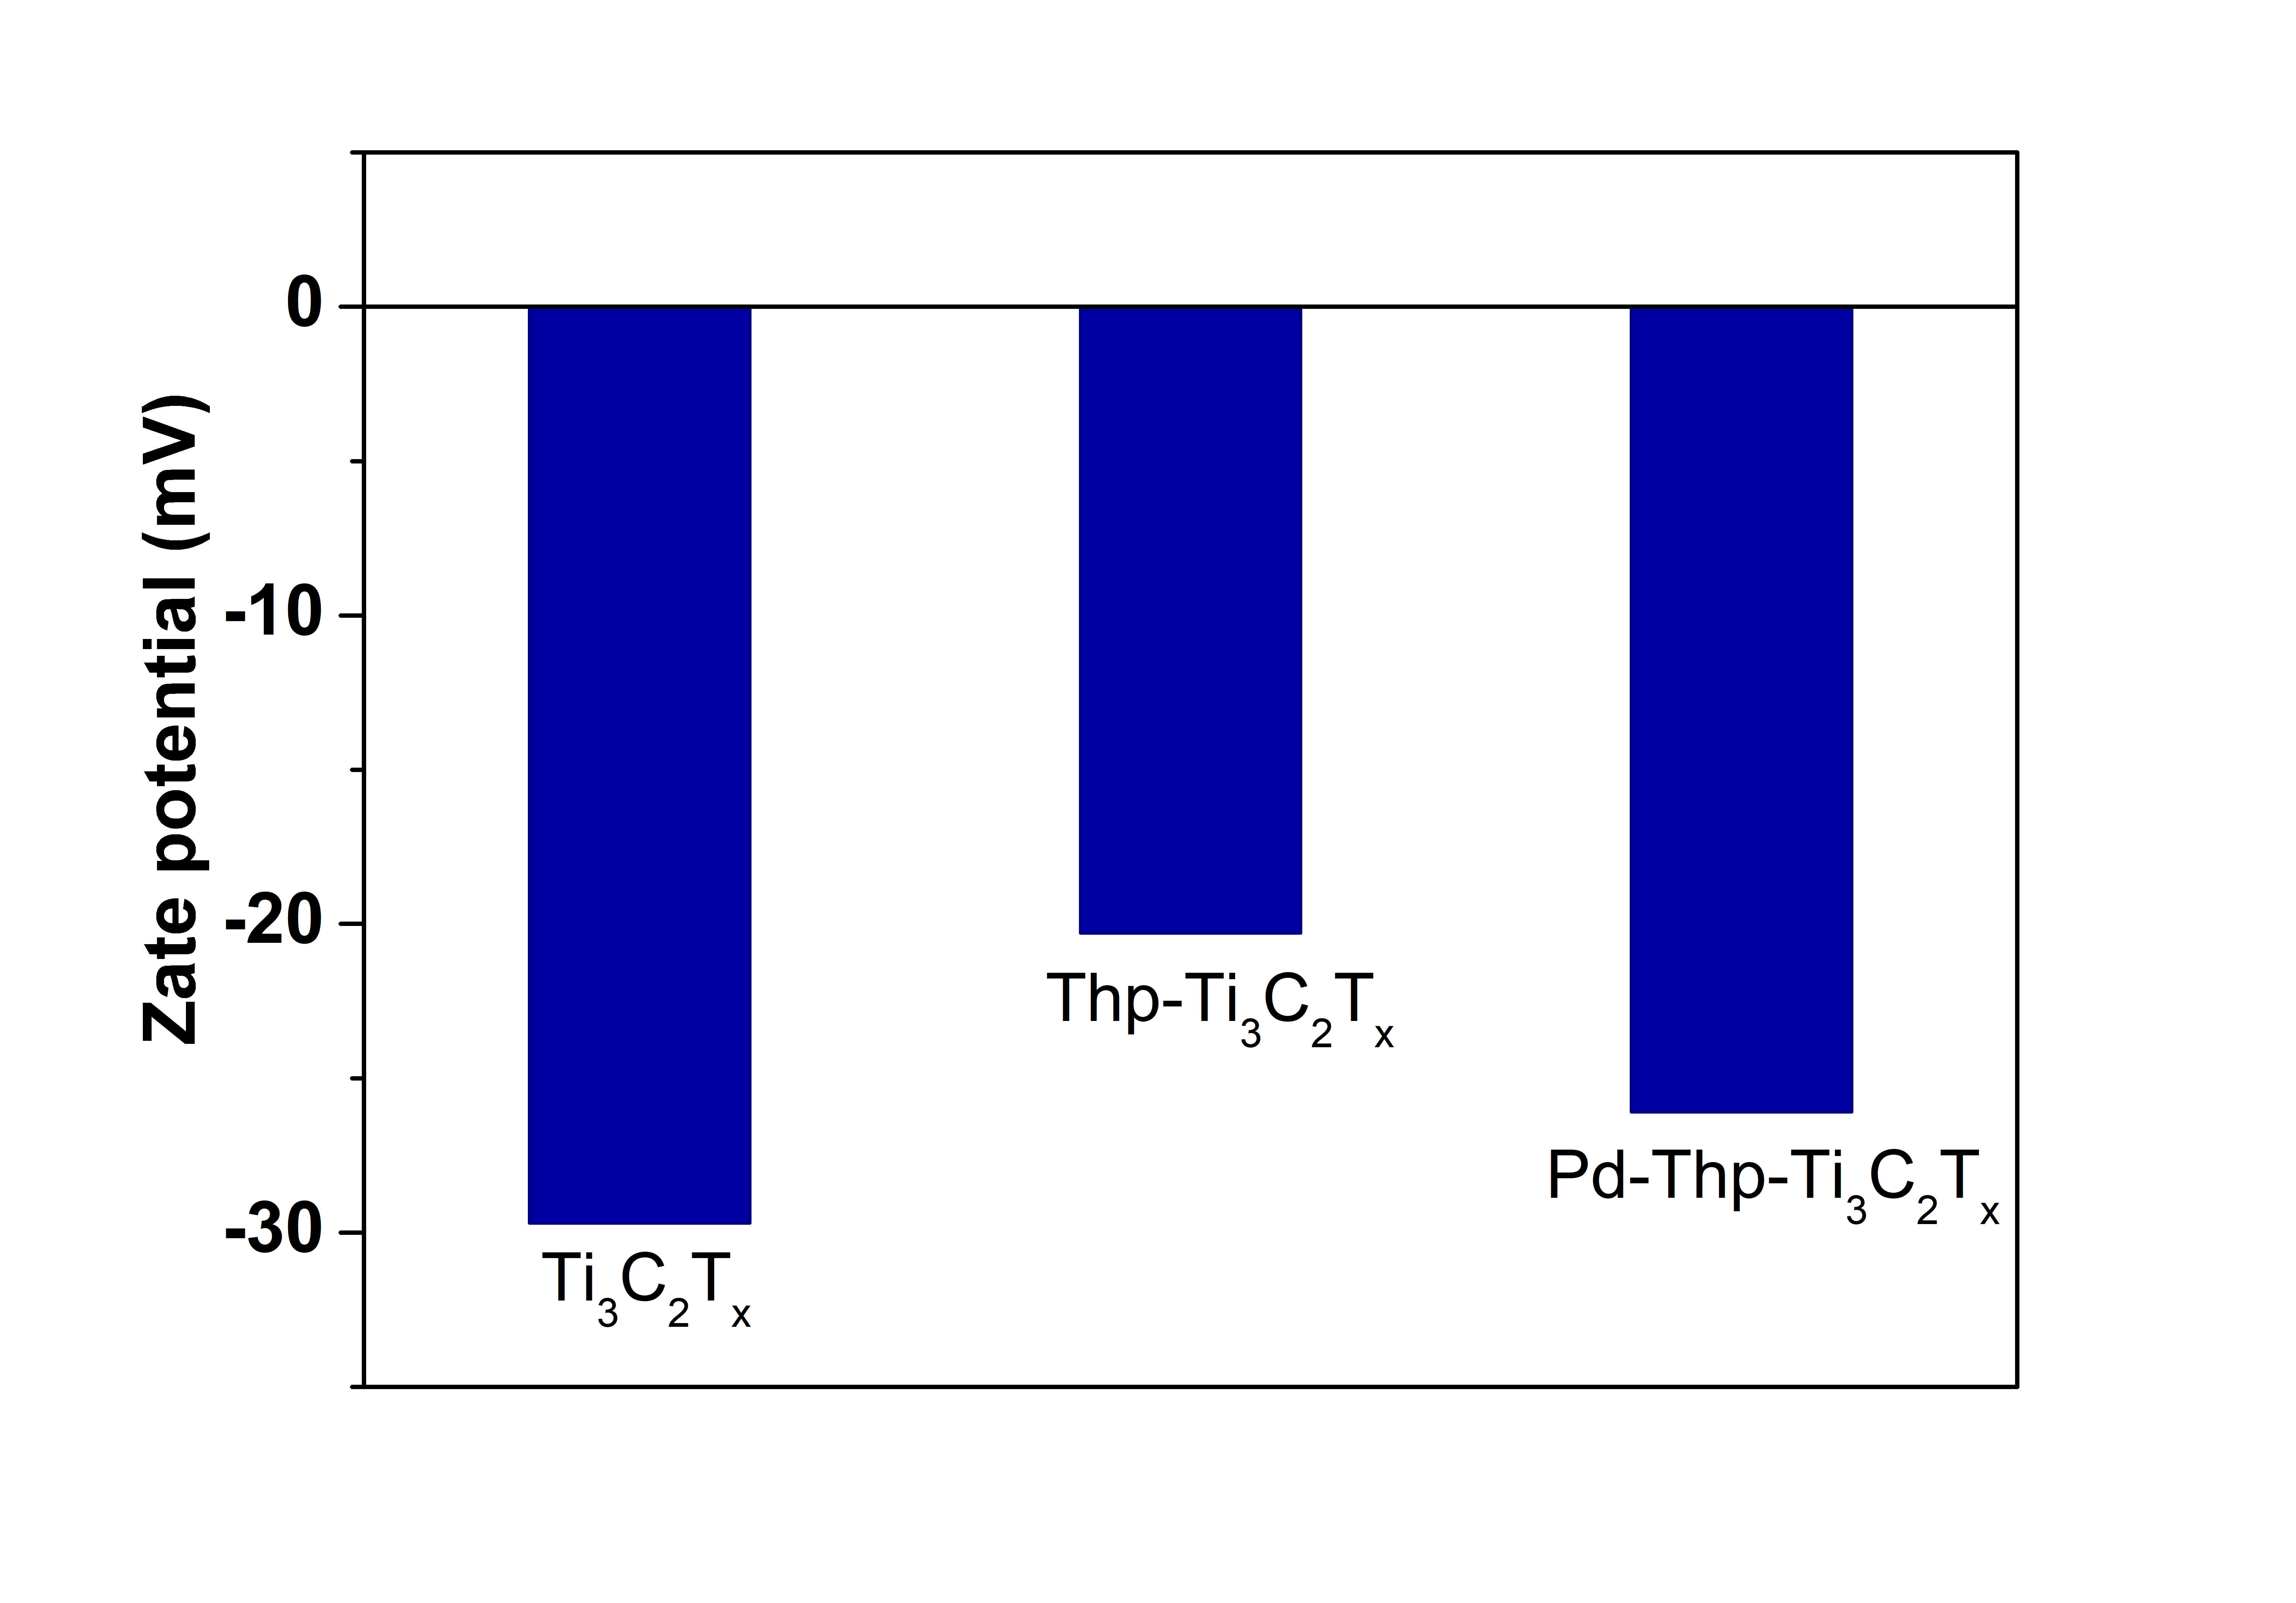 Zate potential (mV)
0
-10
-20
-30
Ti₃C₂Tₓ
Thp-Ti₃C₂Tₓ
Pd-Thp-Ti₃C₂Tₓ